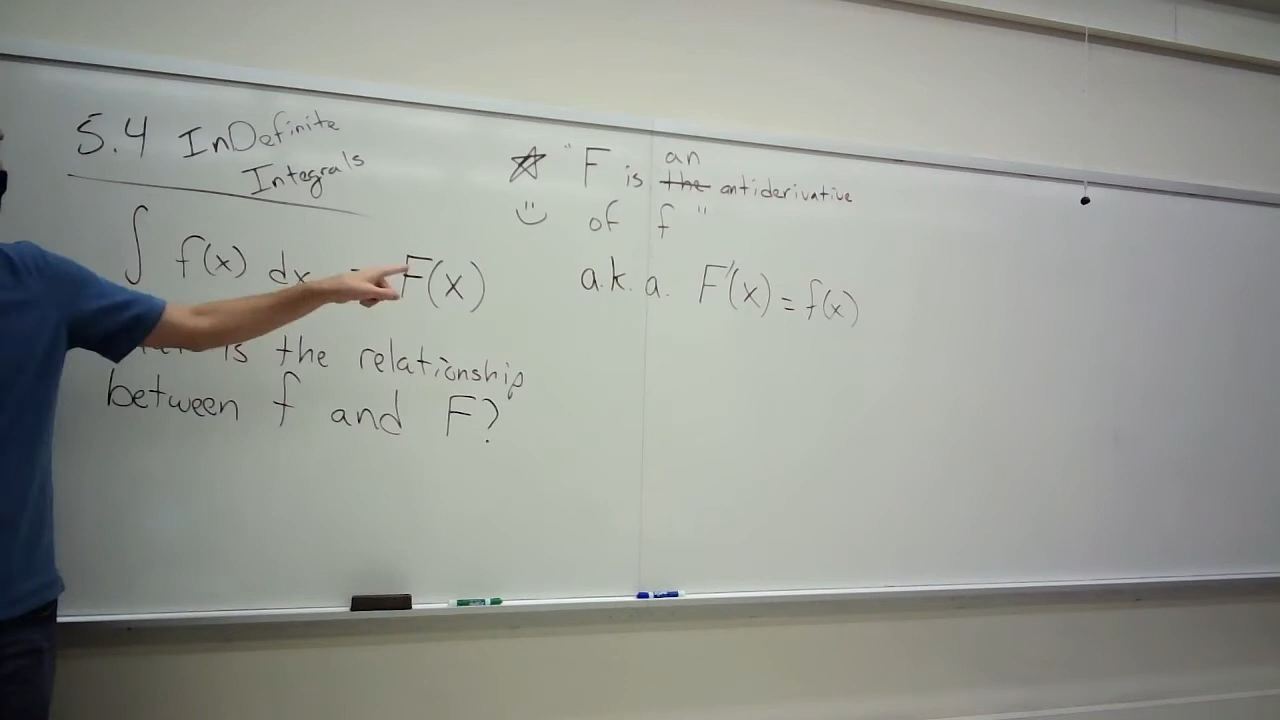 5.4 InDefinite
Integrals
∫ f(x) dx = F(x)
is the relationship
between f and F?
☆ "F is an the antiderivative
of f"
a.k.a. F'(x) = f(x)